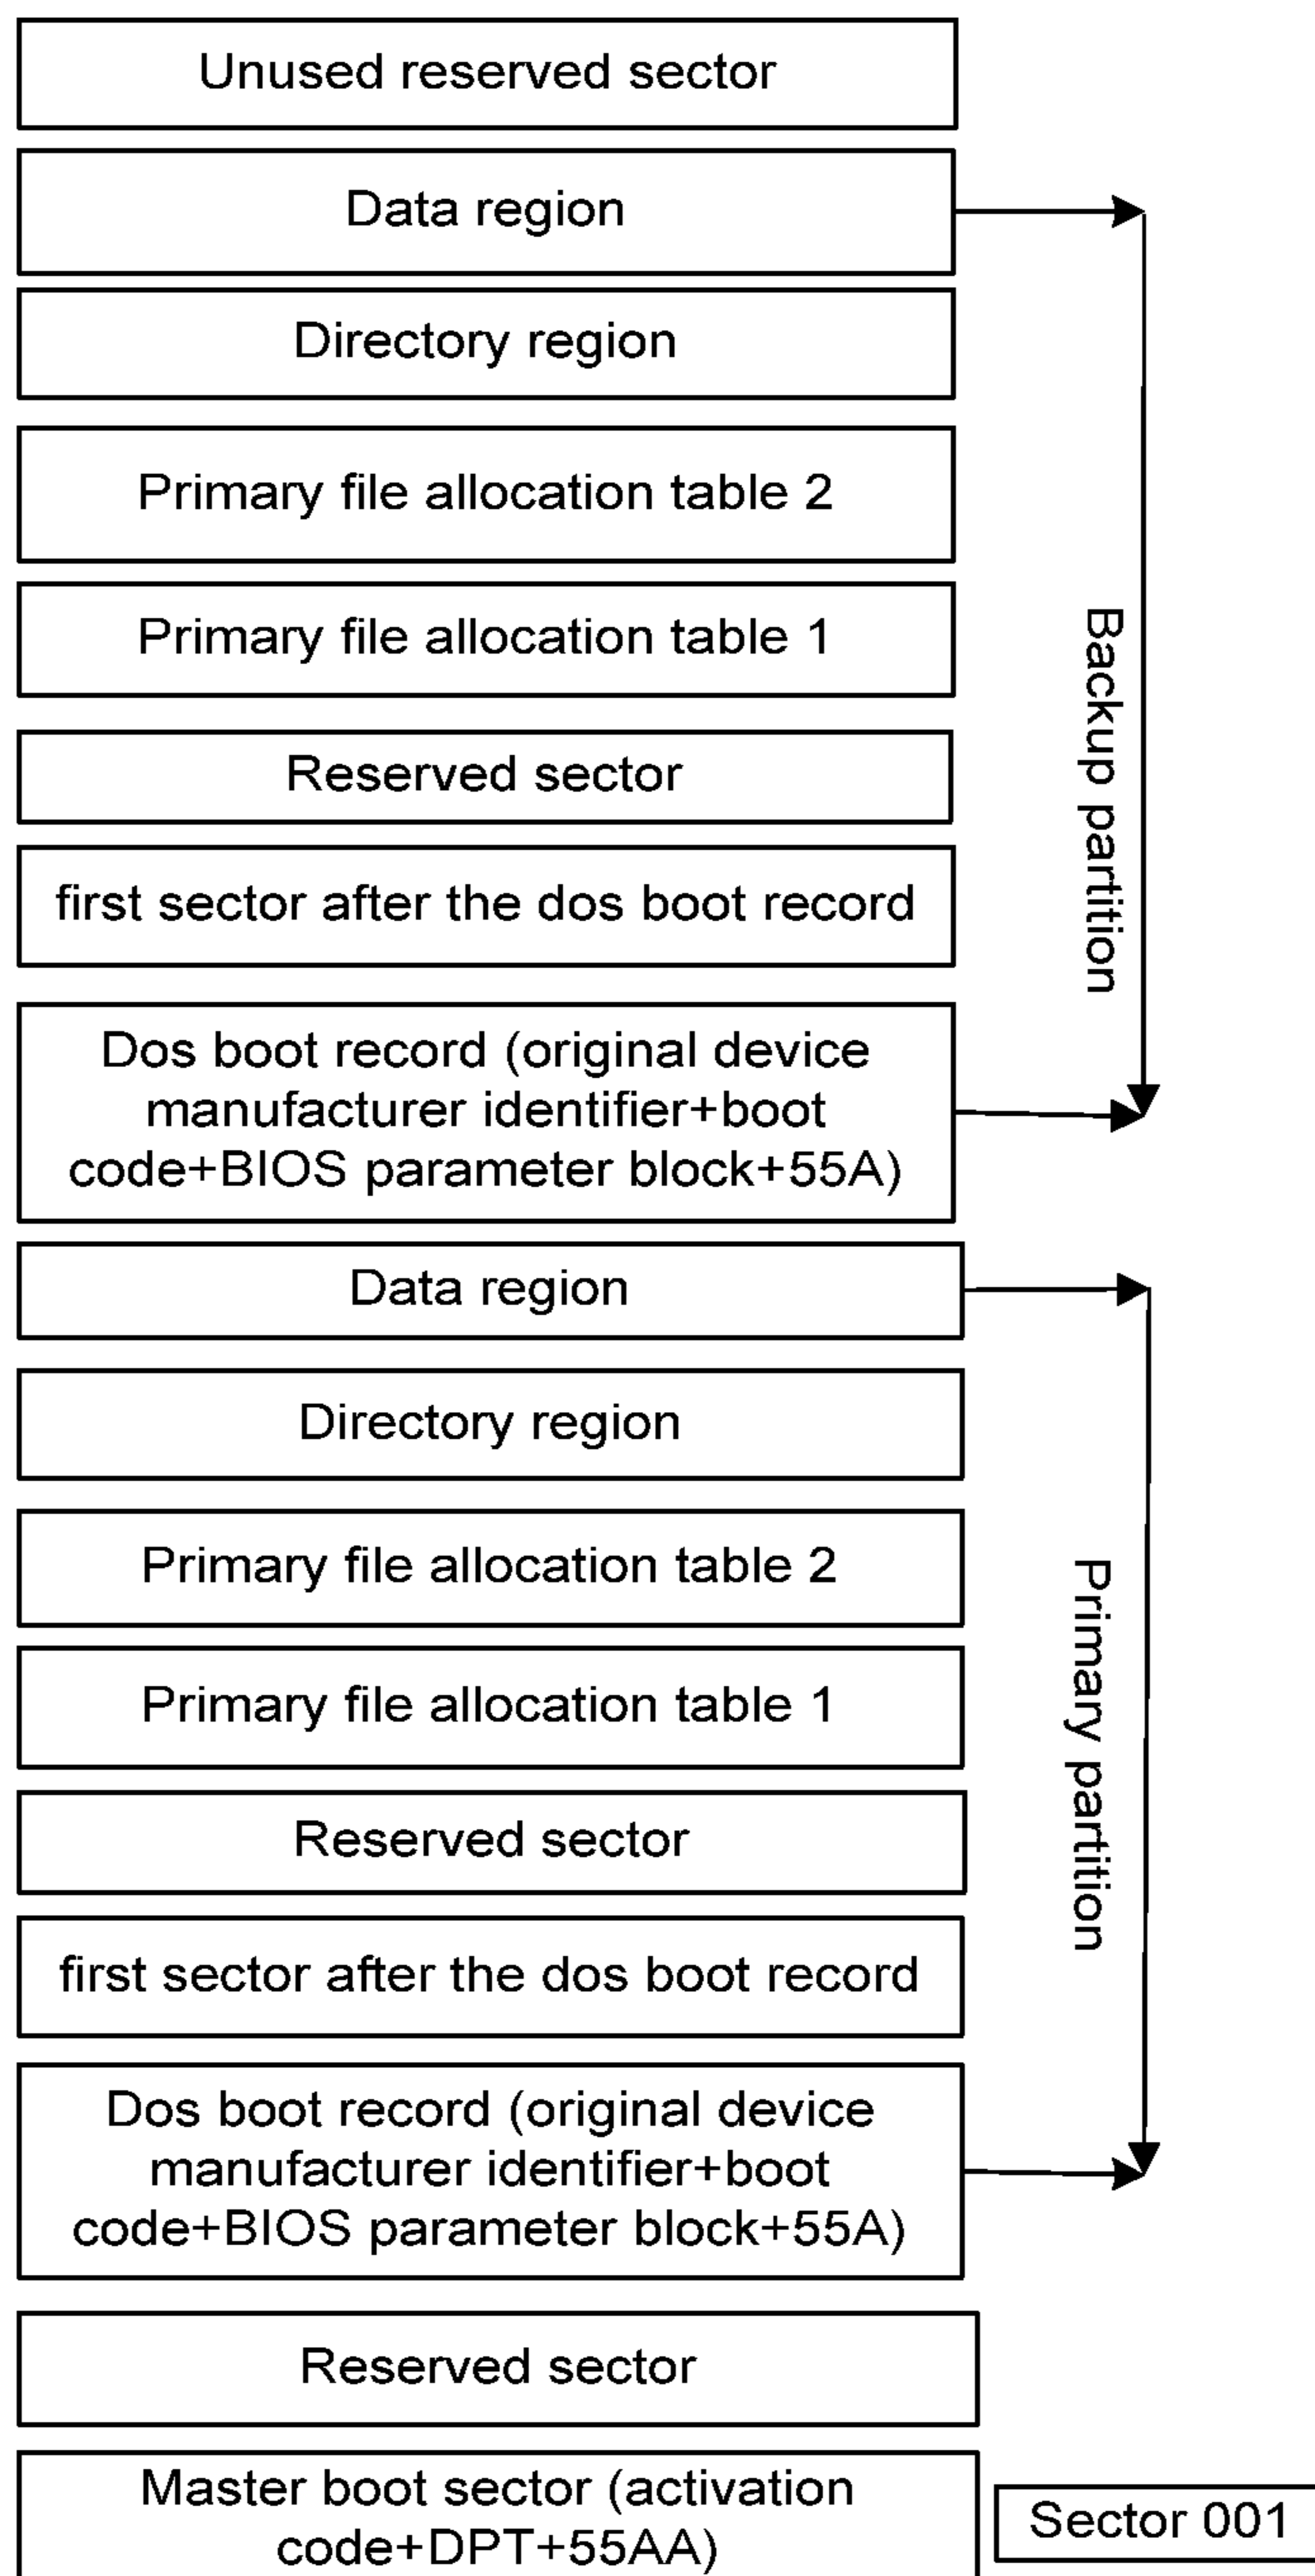 Unused reserved sector
Data region
Directory region
Primary file allocation table 2
Primary file allocation table 1
Reserved sector
first sector after the dos boot record
Dos boot record (original device
manufacturer identifier+boot
code+BIOS parameter block+55A)
Backup partition
Data region
Directory region
Primary file allocation table 2
Primary file allocation table 1
Reserved sector
first sector after the dos boot record
Dos boot record (original device
manufacturer identifier+boot
code+BIOS parameter block+55A)
Primary partition
Reserved sector
Master boot sector (activation
code+DPT+55AA)
Sector 001